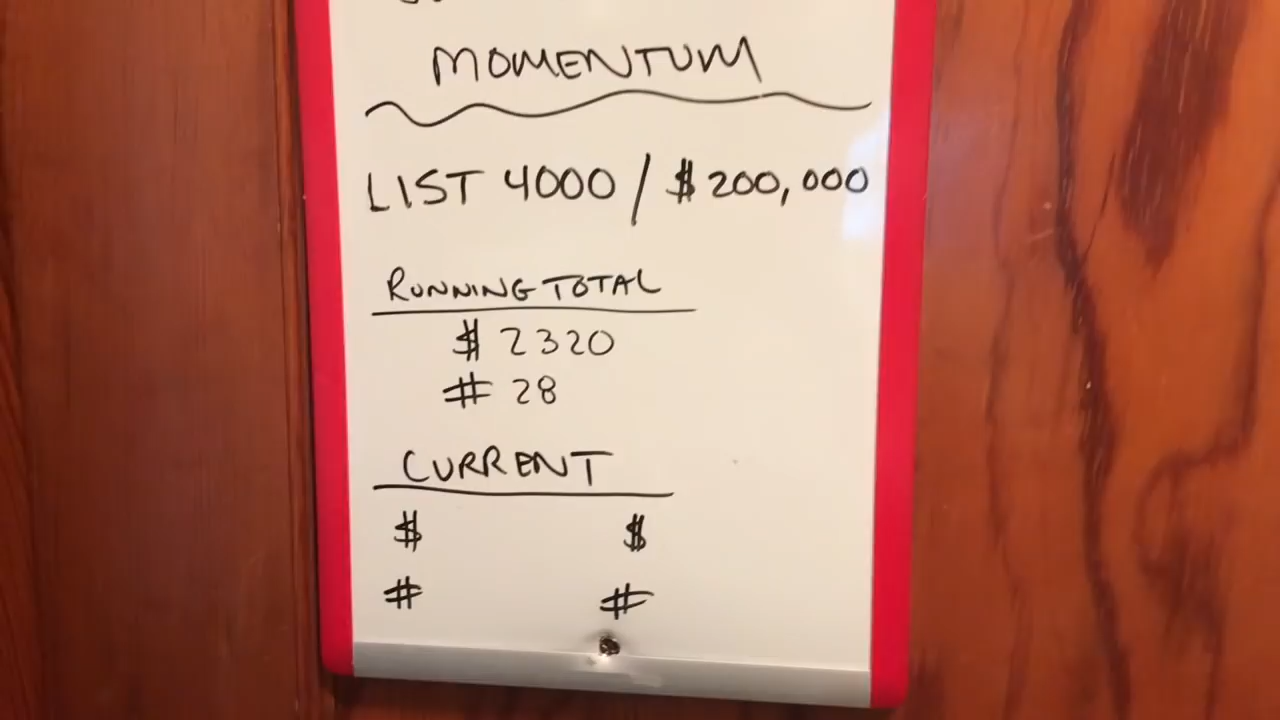 MOMENTUM
LIST 4000 / $200,000
RUNNING TOTAL
$ 2320
# 28
CURRENT
$ $
# #